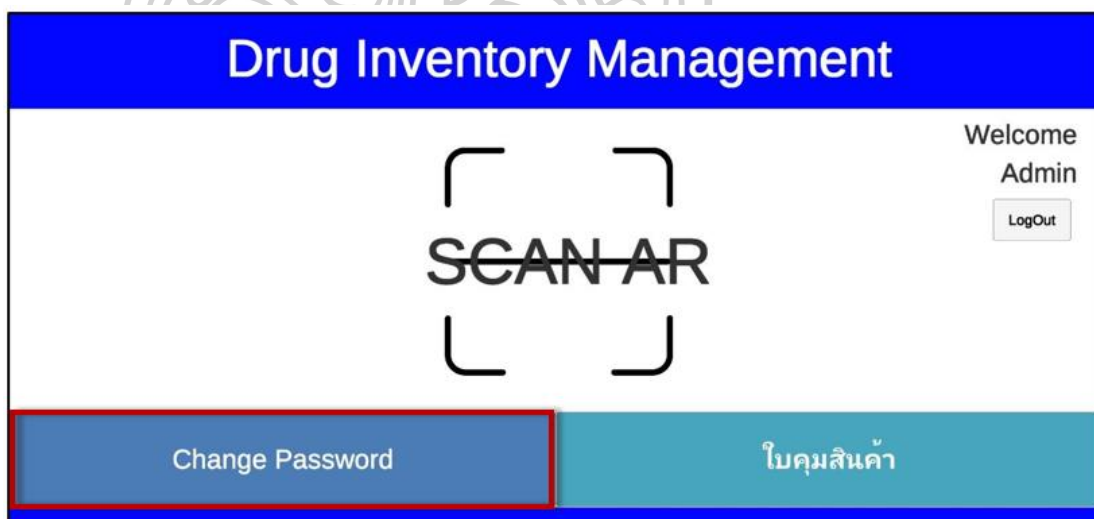 Drug Inventory Management
Welcome
Admin
LogOut
SCAN AR
Change Password
ใบคุมสินค้า